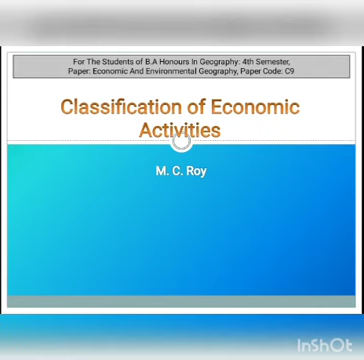 For The Students of B.A Honours In Geography: 4th Semester,
Paper: Economic And Environmental Geography, Paper Code: C9
Classification of Economic
Activities
M. C. Roy
InShOt